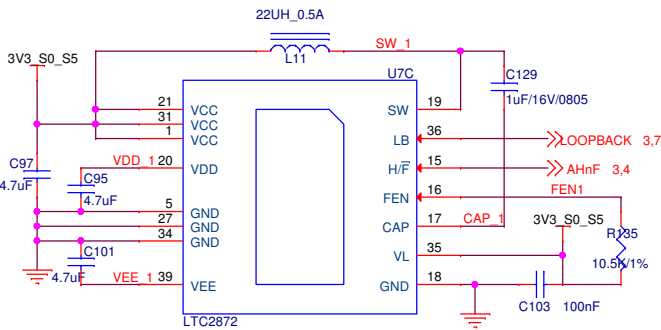 22UH_0.5A
3V3_S0_S5
SW_1
L11
U7C
C129
1uF/16V/0805
21 VCC
31 VCC
1 VCC
SW 19
LB 36 LOOPBACK 3,7
C97
4.7uF
VDD_1 20 VDD
H/F 15 AHnF 3,4
C95
4.7uF
FEN 16 FEN1
5 GND
27 GND
34 GND
CAP 17 CAP_1
3V3_S0_S5
R135
10.5K/1%
C101
4.7uF
VL 35
VEE_1 39 VEE
GND 18
C103 100nF
LTC2872